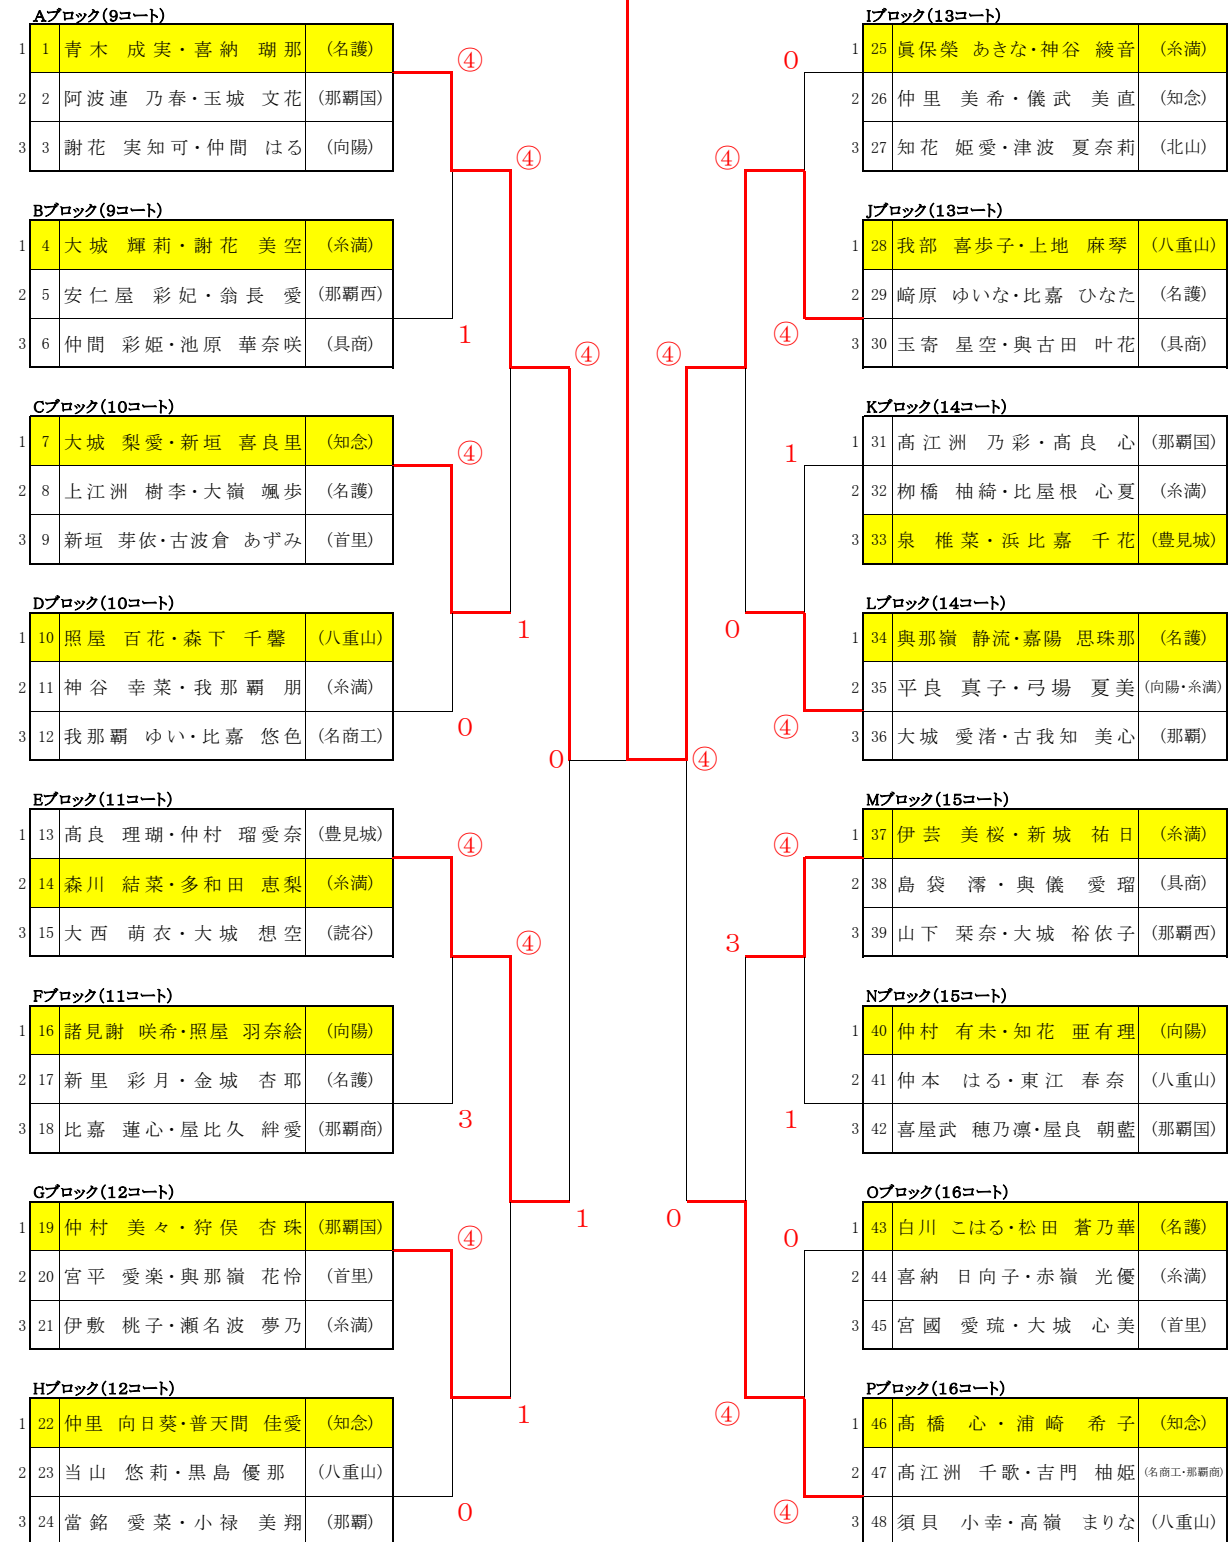 Aブロック(9コート)
1 1 青木 成実・喜納 瑚那 (名護)
2 2 阿波連 乃春・玉城 文花 (那覇国)
3 3 謝花 実知可・仲間 はる (向陽)
Bブロック(9コート)
1 4 大城 輝莉・謝花 美空 (糸満)
2 5 安仁屋 彩妃・翁長 愛 (那覇西)
3 6 仲間 彩姫・池原 華奈咲 (具商)
Cブロック(10コート)
1 7 大城 梨愛・新垣 喜良里 (知念)
2 8 上江洲 樹李・大嶺 颯歩 (名護)
3 9 新垣 芽依・古波倉 あずみ (首里)
Dブロック(10コート)
1 10 照屋 百花・森下 千馨 (八重山)
2 11 神谷 幸菜・我那覇 朋 (糸満)
3 12 我那覇 ゆい・比嘉 悠色 (名商工)
Eブロック(11コート)
1 13 髙良 理瑚・仲村 瑠愛奈 (豊見城)
2 14 森川 結菜・多和田 恵梨 (糸満)
3 15 大西 萌衣・大城 想空 (読谷)
Fブロック(11コート)
1 16 諸見謝 咲希・照屋 羽奈絵 (向陽)
2 17 新里 彩月・金城 杏耶 (名護)
3 18 比嘉 蓮心・屋比久 絆愛 (那覇商)
Gブロック(12コート)
1 19 仲村 美々・狩俣 杏珠 (那覇国)
2 20 宮平 愛楽・與那嶺 花怜 (首里)
3 21 伊敷 桃子・瀬名波 夢乃 (糸満)
Hブロック(12コート)
1 22 仲里 向日葵・普天間 佳愛 (知念)
2 23 当山 悠莉・黒島 優那 (八重山)
3 24 當銘 愛菜・小禄 美翔 (那覇)
④
1
④
0
④
3
④
0
④
1
④
1
④
1
0
④
④
0
④
3
0
④
0
④
1
④
④
1
0
④
Iブロック(13コート)
1 25 眞保榮 あきな・神谷 綾音 (糸満)
2 26 仲里 美希・儀武 美直 (知念)
3 27 知花 姫愛・津波 夏奈莉 (北山)
Jブロック(13コート)
1 28 我部 喜歩子・上地 麻琴 (八重山)
2 29 﨑原 ゆいな・比嘉 ひなた (名護)
3 30 玉寄 星空・與古田 叶花 (具商)
Kブロック(14コート)
1 31 髙江洲 乃彩・髙良 心 (那覇国)
2 32 栁橋 柚綺・比屋根 心夏 (糸満)
3 33 泉 椎菜・浜比嘉 千花 (豊見城)
Lブロック(14コート)
1 34 與那嶺 静流・嘉陽 思珠那 (名護)
2 35 平良 真子・弓場 夏美 (向陽・糸満)
3 36 大城 愛渚・古我知 美心 (那覇)
Mブロック(15コート)
1 37 伊芸 美桜・新城 祐日 (糸満)
2 38 島袋 澪・與儀 愛瑠 (具商)
3 39 山下 栞奈・大城 裕依子 (那覇西)
Nブロック(15コート)
1 40 仲村 有未・知花 亜有理 (向陽)
2 41 仲本 はる・東江 春奈 (八重山)
3 42 喜屋武 穂乃凛・屋良 朝藍 (那覇国)
Oブロック(16コート)
1 43 白川 こはる・松田 蒼乃華 (名護)
2 44 喜納 日向子・赤嶺 光優 (糸満)
3 45 宮國 愛琉・大城 心美 (首里)
Pブロック(16コート)
1 46 髙橋 心・浦崎 希子 (知念)
2 47 髙江洲 千歌・吉門 柚姫 (名商工・那覇商)
3 48 須貝 小幸・高嶺 まりな (八重山)